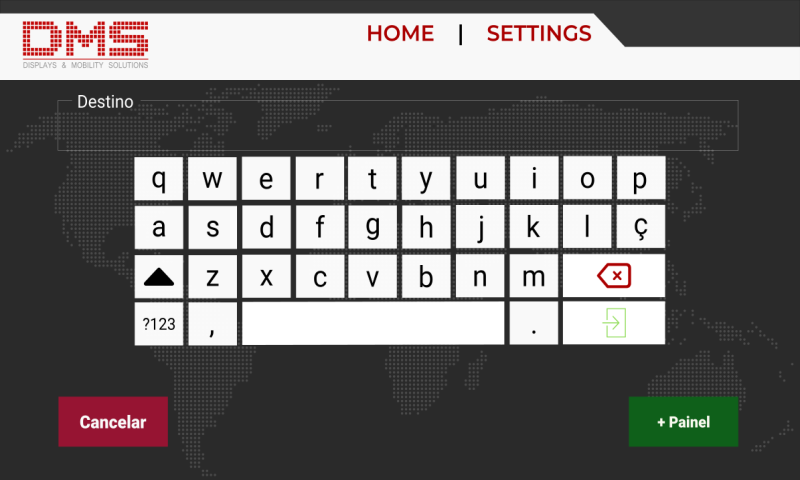 DMS
DISPLAYS & MOBILITY SOLUTIONS
HOME | SETTINGS
Destino
q w e r t y u i o p
a s d f g h j k l ç
z x c v b n m
?123 , .
Cancelar
+ Painel